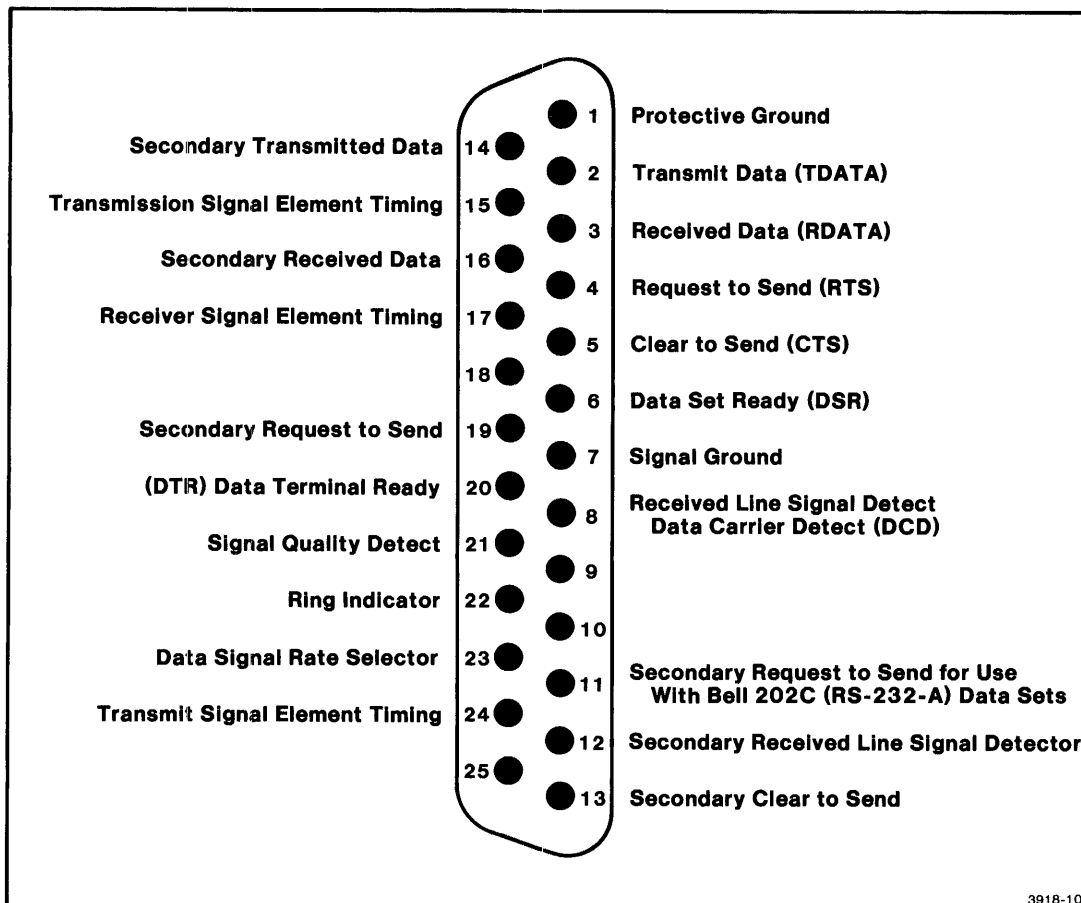 1 Protective Ground
Secondary Transmitted Data 14
2 Transmit Data (TDATA)
Transmission Signal Element Timing 15
3 Received Data (RDATA)
Secondary Received Data 16
4 Request to Send (RTS)
Receiver Signal Element Timing 17
5 Clear to Send (CTS)
18
6 Data Set Ready (DSR)
Secondary Request to Send 19
7 Signal Ground
(DTR) Data Terminal Ready 20
8 Received Line Signal Detect
Data Carrier Detect (DCD)
Signal Quality Detect 21
9
Ring Indicator 22
10
Data Signal Rate Selector 23
11 Secondary Request to Send for Use
With Bell 202C (RS-232-A) Data Sets
Transmit Signal Element Timing 24
12 Secondary Received Line Signal Detector
25
13 Secondary Clear to Send
3918-10